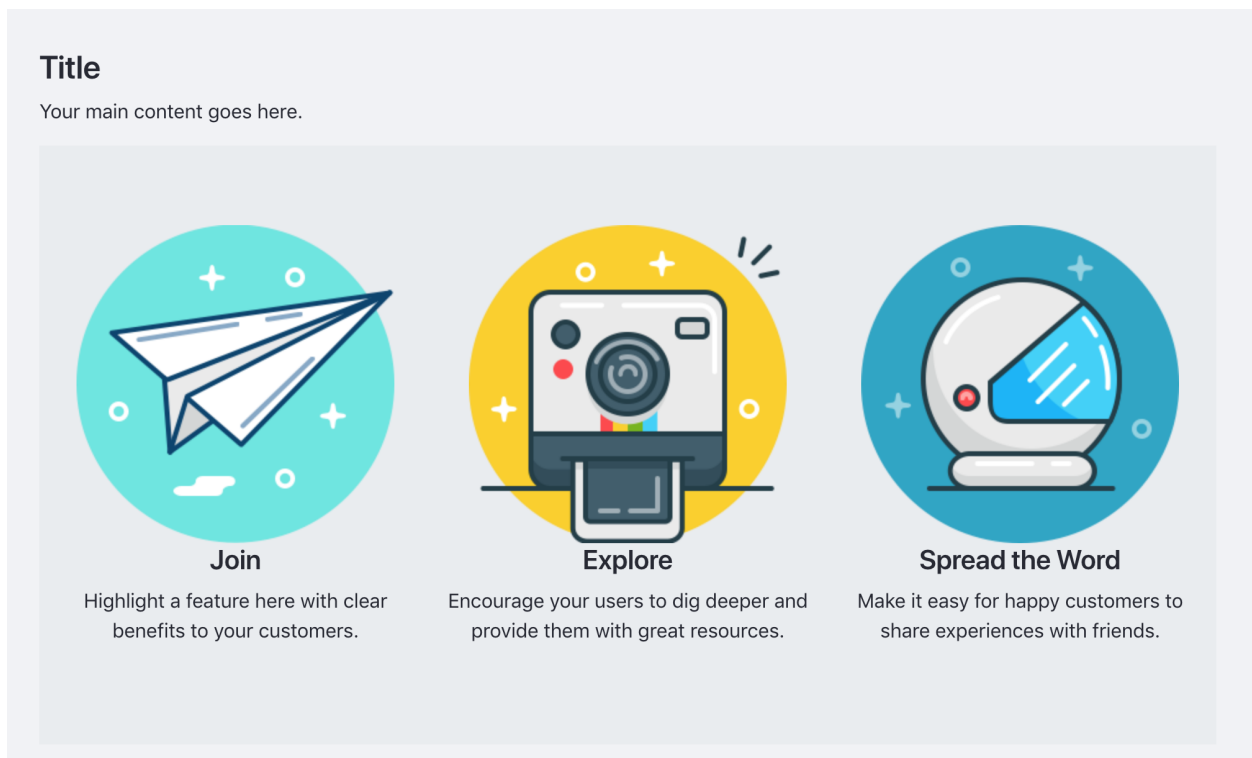 Title
Your main content goes here.
Join
Highlight a feature here with clear
benefits to your customers.
Explore
Encourage your users to dig deeper and
provide them with great resources.
Spread the Word
Make it easy for happy customers to
share experiences with friends.